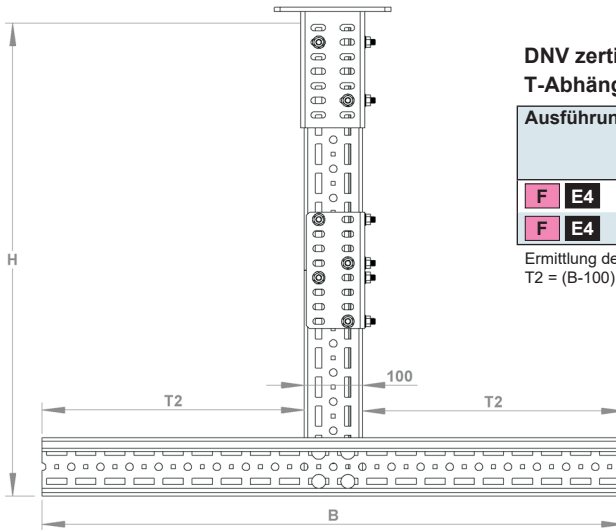 DNV zerti
T-Abhäng
Ausführun
F E4
F E4
Ermittlung de
T2 = (B-100)
H
100
T2
T2
B